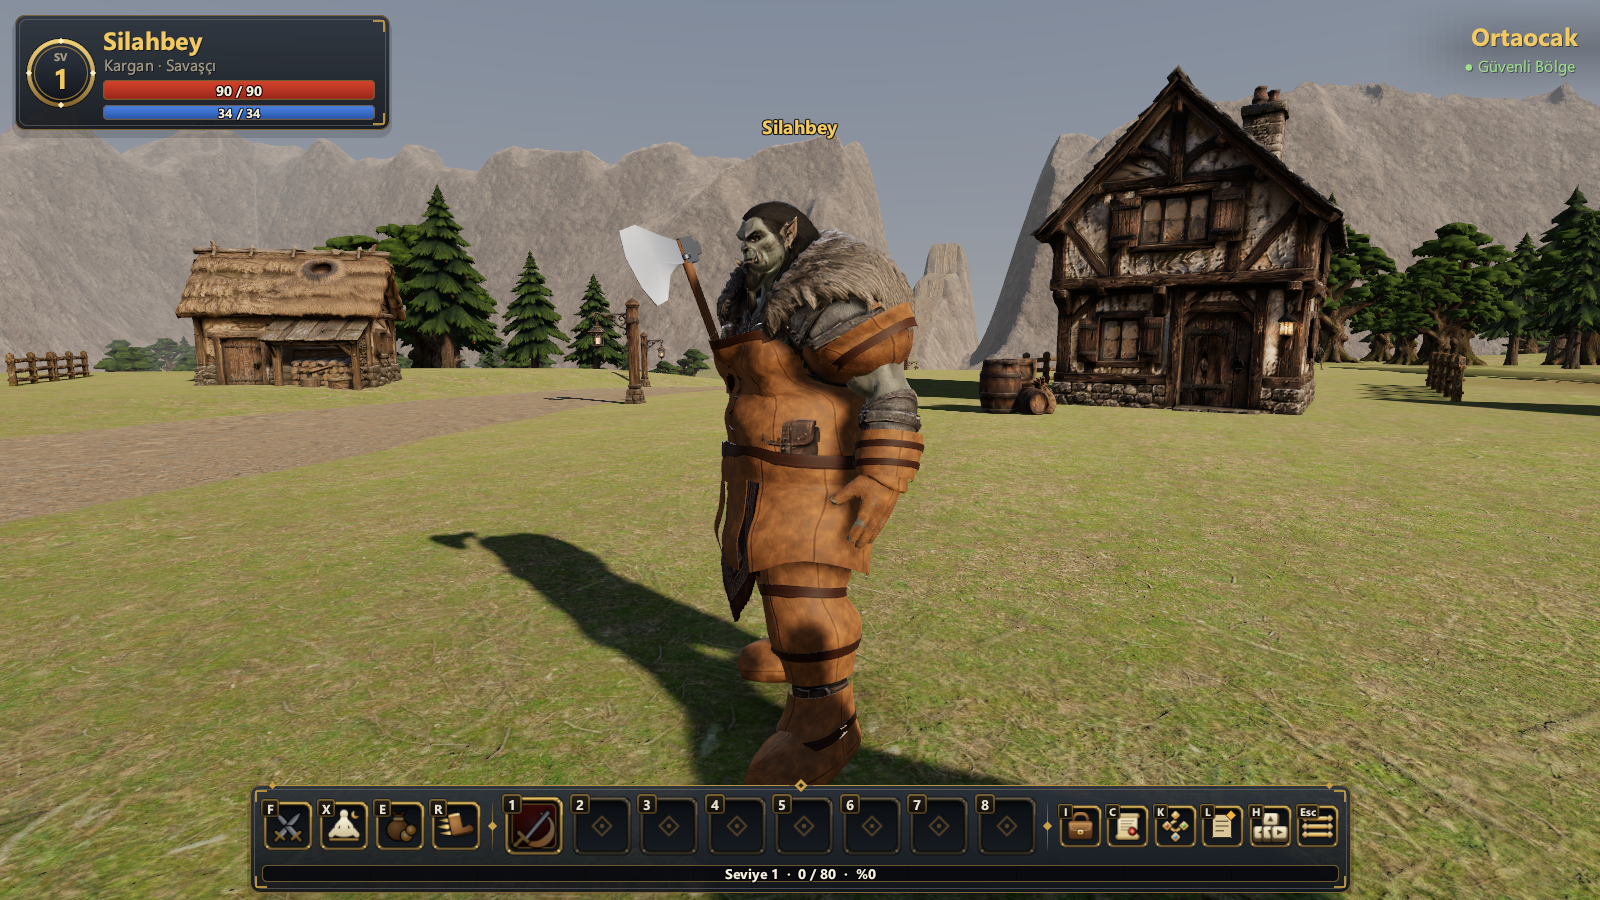 SV
1
Silahbey
Kargan · Savaşçı
90 / 90
34 / 34
Ortaocak
Güvenli Bölge
Silahbey
F
X
E
R
1
2
3
4
5
6
7
8
I
C
K
L
H
Esc
Seviye 1 · 0 / 80 · %0